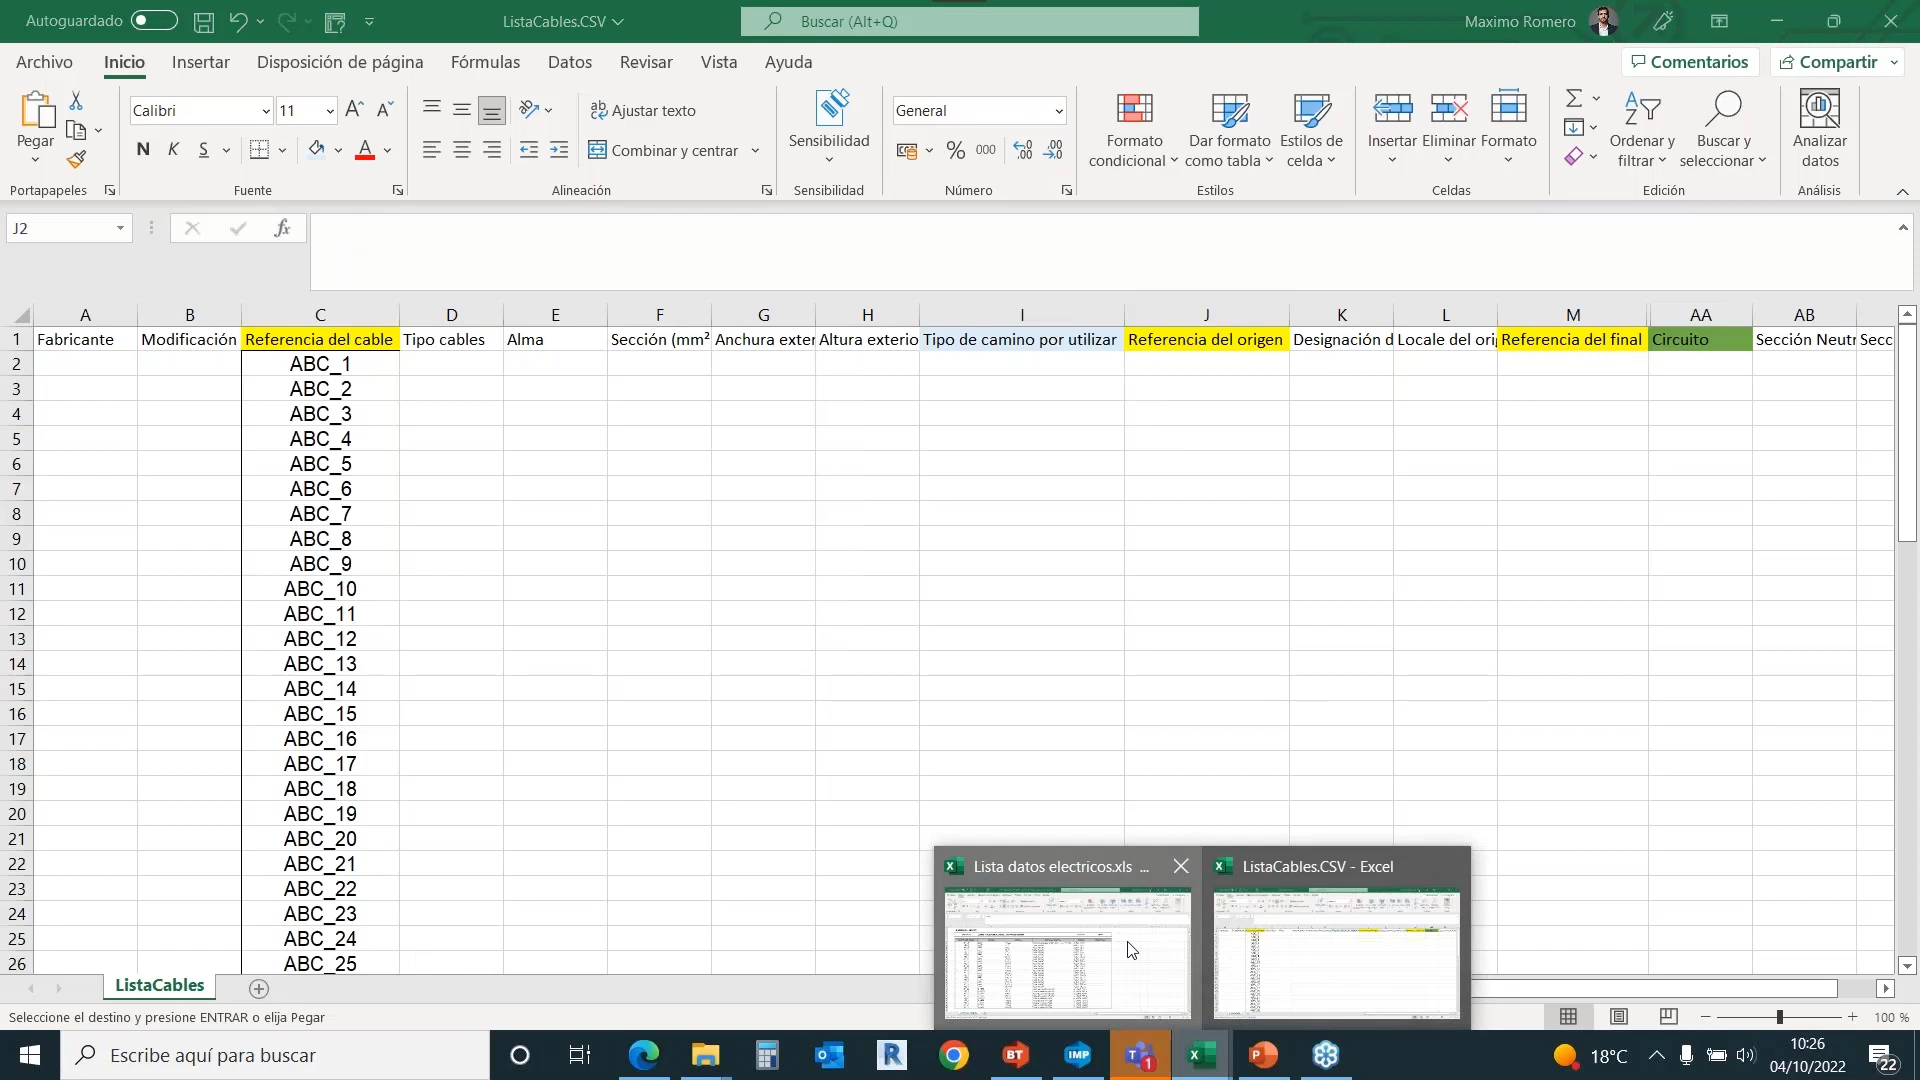 Autoguardado
ListaCables.CSV
Buscar (Alt+Q)
Maximo Romero
Archivo Inicio Insertar Disposición de página Fórmulas Datos Revisar Vista Ayuda
Comentarios Compartir
Pegar
Portapapeles
Calibri 11
N K S
Fuente
Ajustar texto
Combinar y centrar
Alineación
Sensibilidad
Sensibilidad
General
% 000
Número
Formato condicional
Dar formato como tabla
Estilos de celda
Estilos
Insertar Eliminar Formato
Celdas
Ordenar y filtrar
Buscar y seleccionar
Edición
Analizar datos
Análisis
J2
fx
A B C D E F G H I J K L M AA AB
1 Fabricante Modificación Referencia del cable Tipo cables Alma Sección (mm² Anchura exter Altura exterio Tipo de camino por utilizar Referencia del origen Designación d Locale del ori Referencia del final Circuito Sección Neutr Secc
2 ABC_1
3 ABC_2
4 ABC_3
5 ABC_4
6 ABC_5
7 ABC_6
8 ABC_7
9 ABC_8
10 ABC_9
11 ABC_10
12 ABC_11
13 ABC_12
14 ABC_13
15 ABC_14
16 ABC_15
17 ABC_16
18 ABC_17
19 ABC_18
20 ABC_19
21 ABC_20
22 ABC_21
23 ABC_22
24 ABC_23
25 ABC_24
26 ABC_25
Lista datos electricos.xls ...
ListaCables.CSV - Excel
ListaCables
Seleccione el destino y presione ENTRAR o elija Pegar
100 %
Escribe aquí para buscar
BT
IMP
18°C
10:26
04/10/2022
22